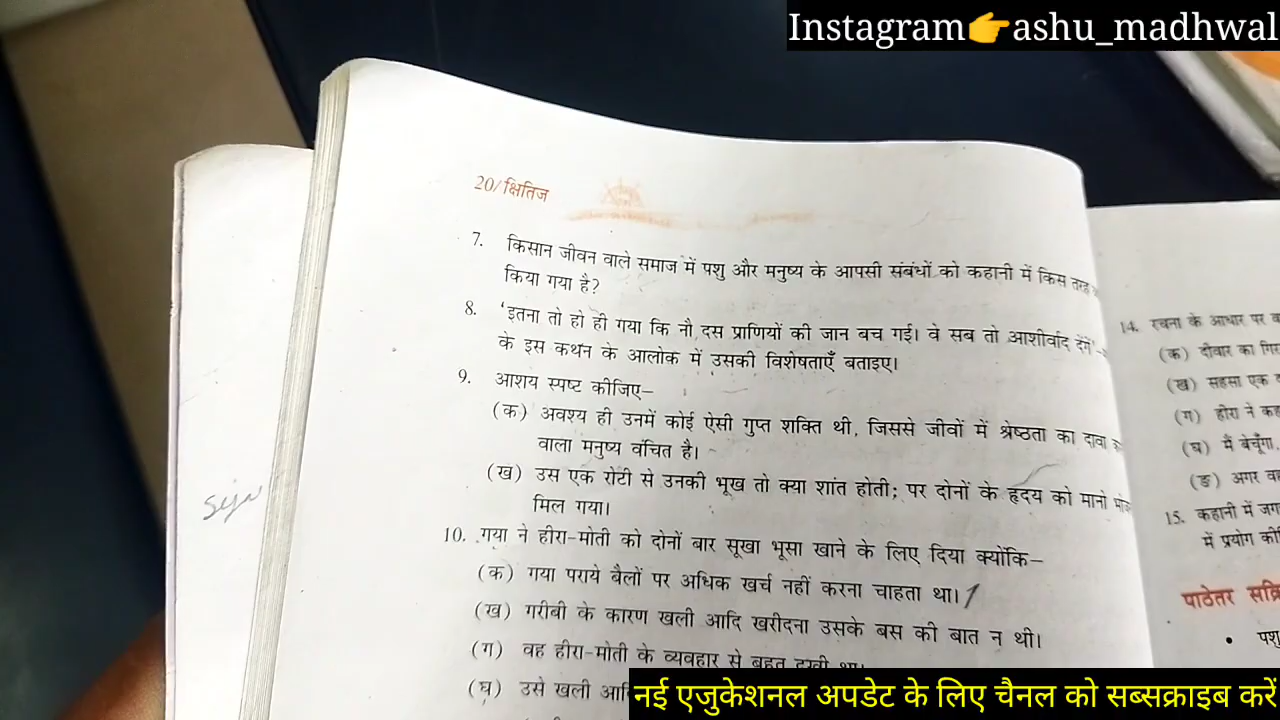 Instagram👉ashu_madhwal
20/क्षितिज
7. किसान जीवन वाले समाज में पशु और मनुष्य के आपसी संबंधों को कहानी में किस तरह
किया गया है?
8. 'इतना तो हो ही गया कि नौ दस प्राणियों की जान बच गई। वे सब तो आशीर्वाद देंगे'–
के इस कथन के आलोक में उसकी विशेषताएँ बताइए।
9. आशय स्पष्ट कीजिए–
(क) अवश्य ही उनमें कोई ऐसी गुप्त शक्ति थी, जिससे जीवों में श्रेष्ठता का दावा
वाला मनुष्य वंचित है।
(ख) उस एक रोटी से उनकी भूख तो क्या शांत होती; पर दोनों के हृदय को मानो
मिल गया।
10. गया ने हीरा-मोती को दोनों बार सूखा भूसा खाने के लिए दिया क्योंकि–
(क) गया पराये बैलों पर अधिक खर्च नहीं करना चाहता था।
(ख) गरीबी के कारण खली आदि खरीदना उसके बस की बात न थी।
(ग) वह हीरा-मोती के व्यवहार से बहुत दुखी था।
(घ) उसे खली
14. रचना के आधार पर
(क) दीवार का
(ख) सहसा एक
(ग) हीरा ने
(घ) मैं बेचूँगा
(ङ) अगर वह
15. कहानी में
में प्रयोग
पाठेतर
• पशु
नई एजुकेशनल अपडेट के लिए चैनल को सब्सक्राइब करें